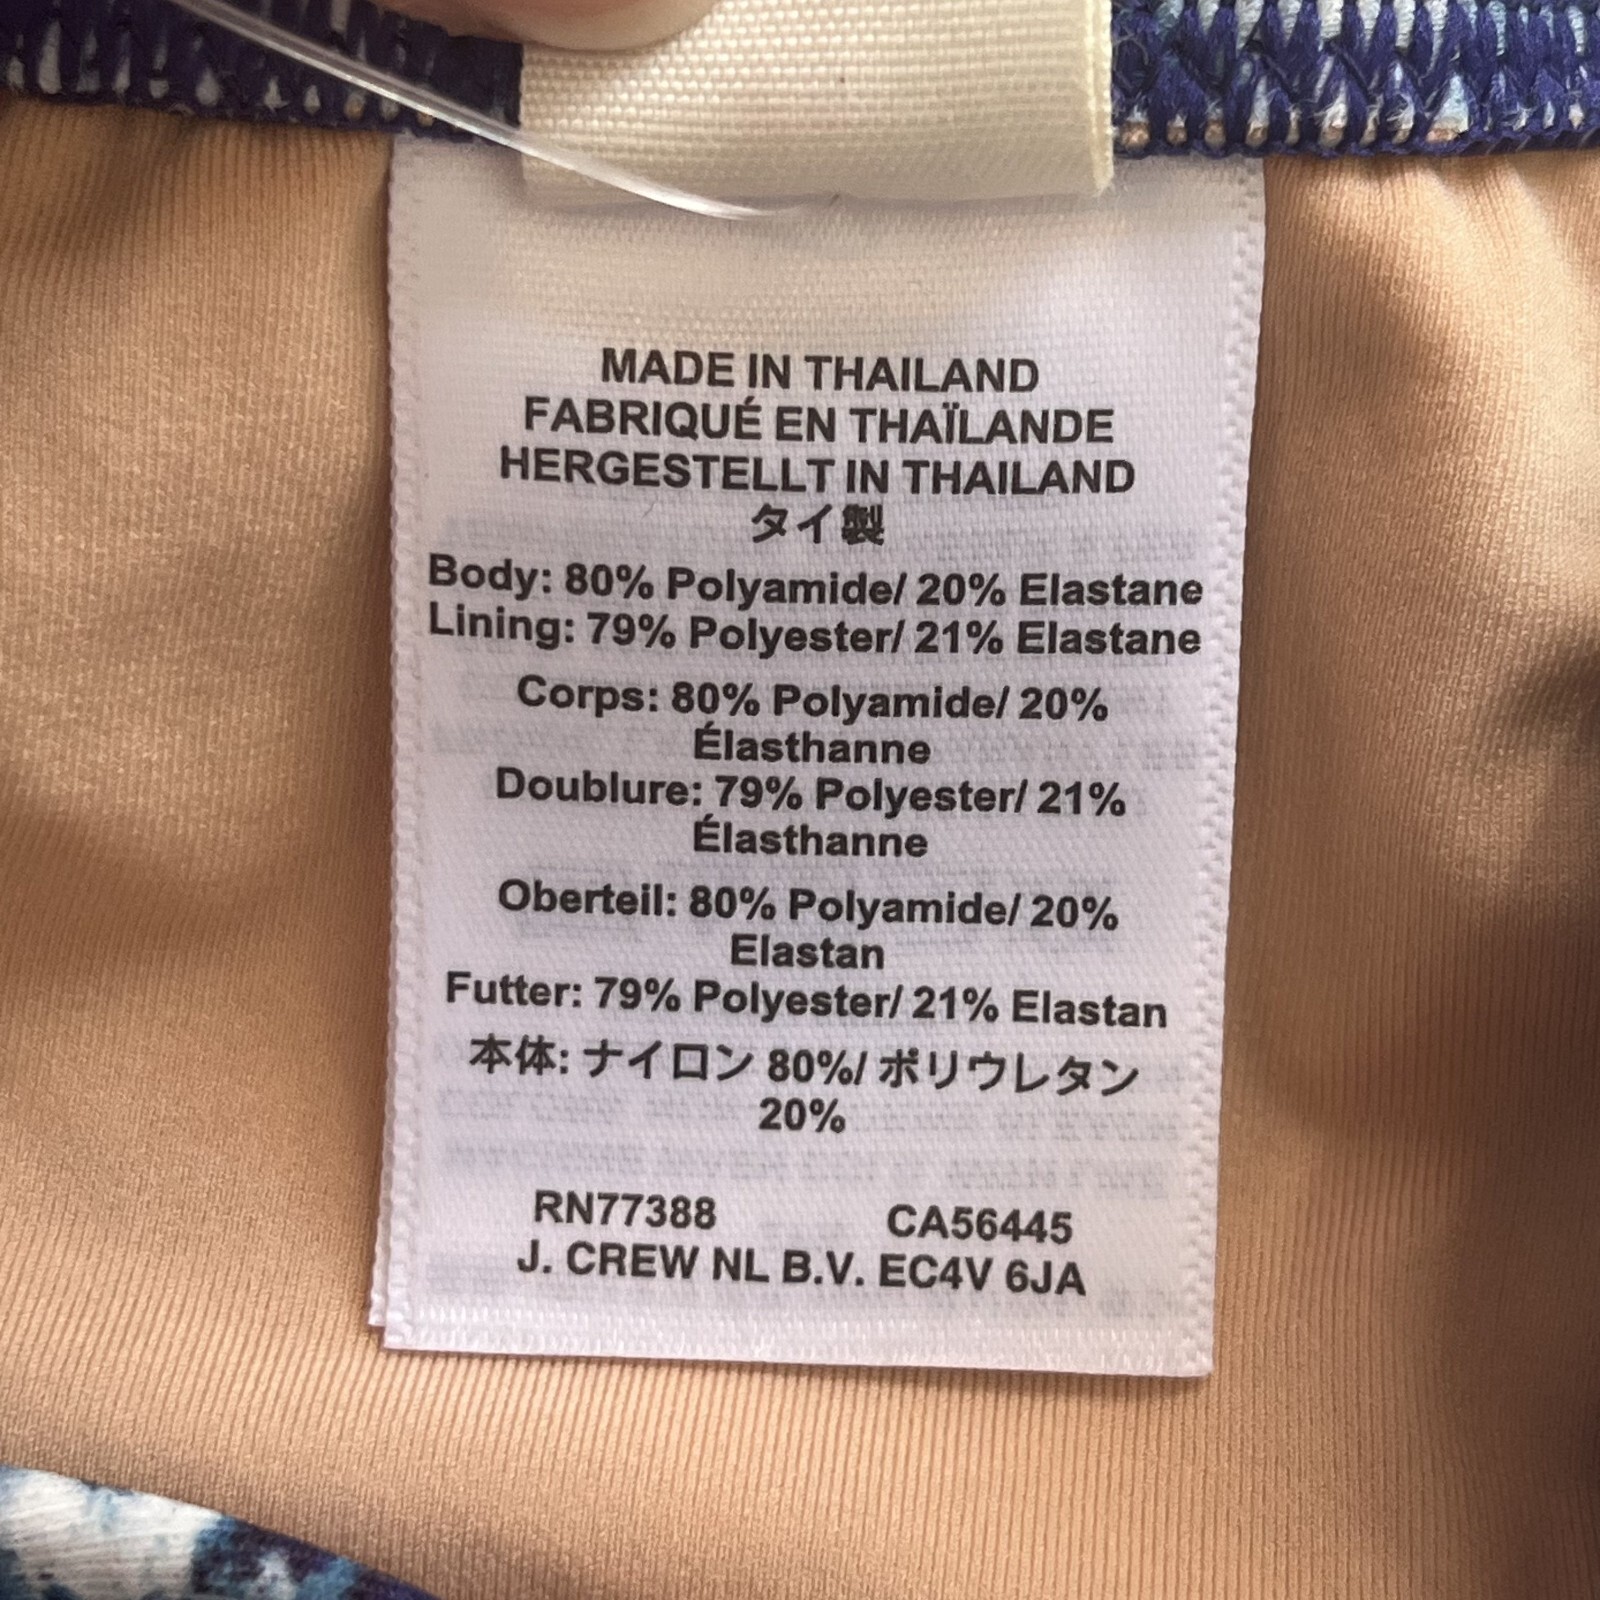 MADE IN THAILAND
FABRIQUÉ EN THAÏLANDE
HERGESTELLT IN THAILAND
タイ製
Body: 80% Polyamide/ 20% Elastane
Lining: 79% Polyester/ 21% Elastane
Corps: 80% Polyamide/ 20%
Élasthanne
Doublure: 79% Polyester/ 21%
Élasthanne
Oberteil: 80% Polyamide/ 20%
Elastan
Futter: 79% Polyester/ 21% Elastan
本体: ナイロン 80%/ ポリウレタン
20%
RN77388 CA56445
J. CREW NL B.V. EC4V 6JA